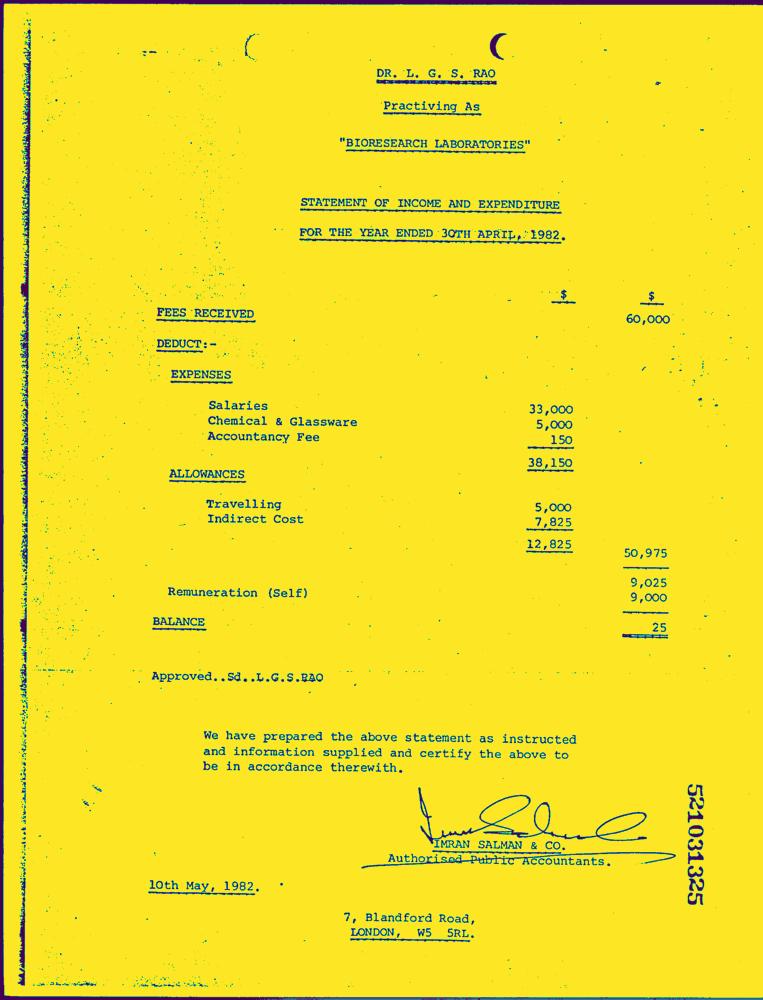 DR. L. G. S. RAO
Practiving As
"BIORESEARCH LABORATORIES"
STATEMENT OF INCOME AND EXPENDITURE
FOR THE YEAR ENDED 30TH APRIL, 1982.
$ $
FEES RECEIVED 60,000
DEDUCT:-
EXPENSES
Salaries 33,000
Chemical & Glassware 5,000
Accountancy Fee 150
38,150
ALLOWANCES
Travelling 5,000
Indirect Cost 7,825
12,825 50,975
9,025
Remuneration (Self) 9,000
BALANCE 25
Approved..Sd..L.G.S.RAO
We have prepared the above statement as instructed
and information supplied and certify the above to
be in accordance therewith.
IMRAN SALMAN & CO.
Authorised Public Accountants.
10th May, 1982.
7, Blandford Road,
LONDON, W5 5RL.
521031325